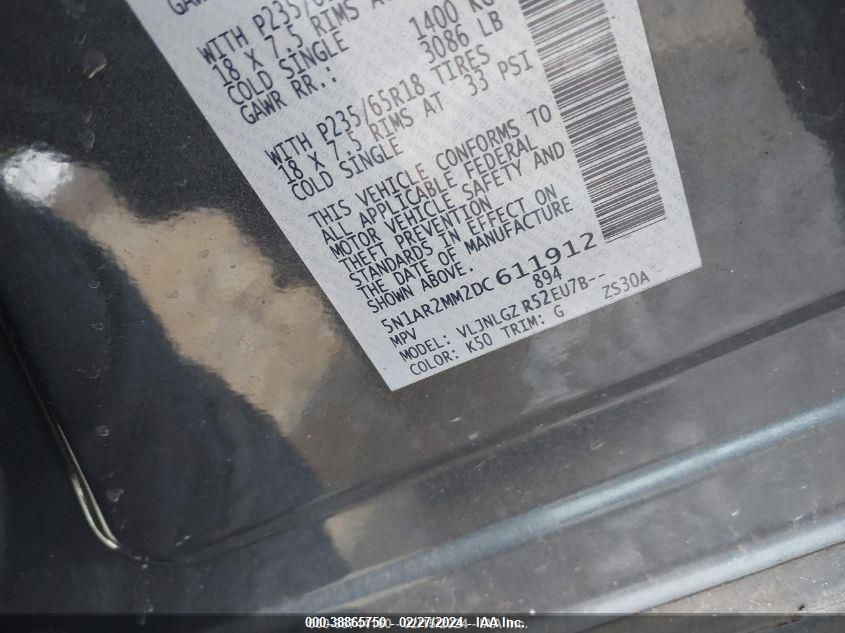 GAWR
WITH P235/6
18 X 7.5 RIMS A
COLD SINGLE 1400 KG
GAWR RR.: 3086 LB
WITH P235/65R18 TIRES
18 X 7.5 RIMS AT 33 PSI
COLD SINGLE
THIS VEHICLE CONFORMS TO
ALL APPLICABLE FEDERAL
MOTOR VEHICLE SAFETY AND
THEFT PREVENTION
STANDARDS IN EFFECT ON
THE DATE OF MANUFACTURE
SHOWN ABOVE.
5N1AR2MM2DC611912
MPV 894
MODEL: VLJNLGZ R52EU7B--
COLOR: K50 TRIM: G ZS30A
000-38865750 - 02/27/2024 - IAA Inc.